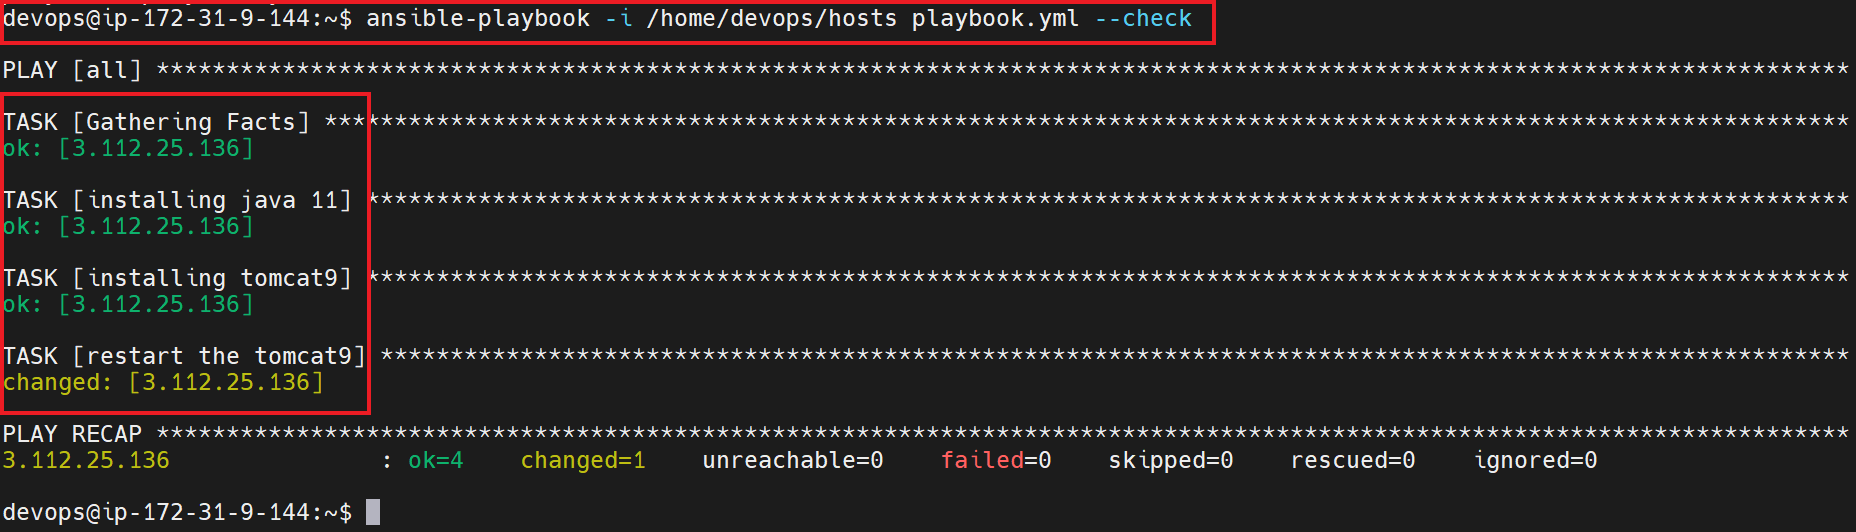 devops@ip-172-31-9-144:~$ ansible-playbook -i /home/devops/hosts playbook.yml --check
PLAY [all] *************************************************************************************************************************
TASK [Gathering Facts] *************************************************************************************************************
ok: [3.112.25.136]
TASK [installing java 11] **********************************************************************************************************
ok: [3.112.25.136]
TASK [installing tomcat9] **********************************************************************************************************
ok: [3.112.25.136]
TASK [restart the tomcat9] *********************************************************************************************************
changed: [3.112.25.136]
PLAY RECAP *************************************************************************************************************************
3.112.25.136               : ok=4    changed=1    unreachable=0    failed=0    skipped=0    rescued=0    ignored=0
devops@ip-172-31-9-144:~$